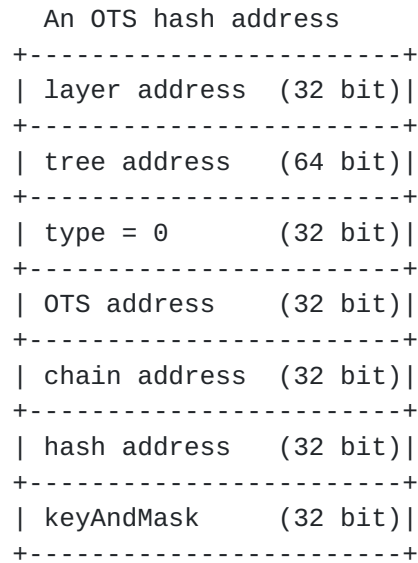 An OTS hash address
+------------------------+
| layer address  (32 bit)|
+------------------------+
| tree address   (64 bit)|
+------------------------+
| type = 0       (32 bit)|
+------------------------+
| OTS address    (32 bit)|
+------------------------+
| chain address  (32 bit)|
+------------------------+
| hash address   (32 bit)|
+------------------------+
| keyAndMask     (32 bit)|
+------------------------+